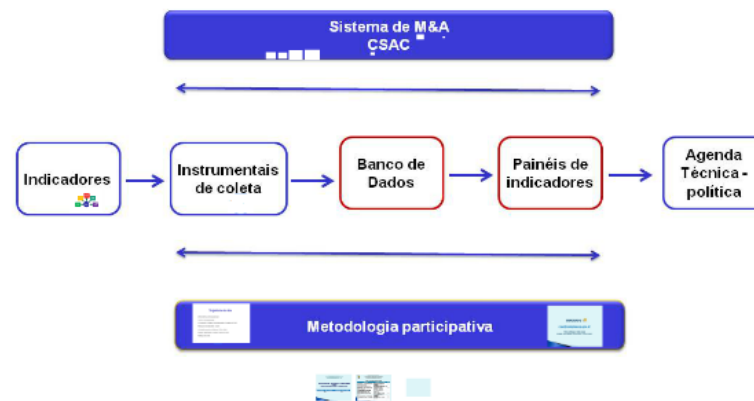 Sistema de M&A
CSAC
Indicadores
Instrumentais
de coleta
Banco de
Dados
Painéis de
indicadores
Agenda
Técnica -
política
Metodologia participativa